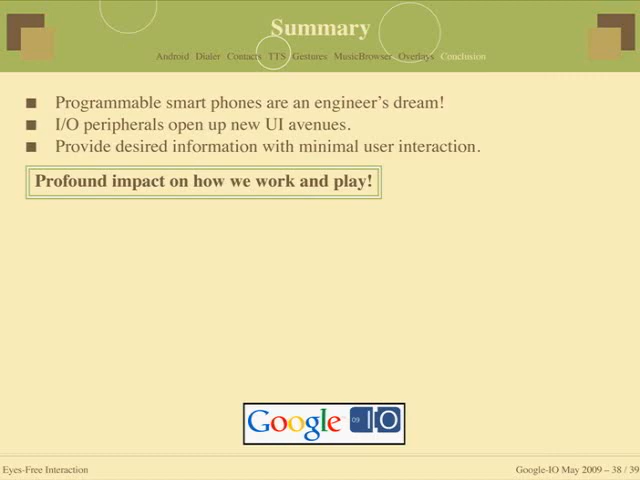 Summary
Android Dialer Contacts TTS Gestures MusicBrowser Overlays Conclusion
Programmable smart phones are an engineer's dream!
I/O peripherals open up new UI avenues.
Provide desired information with minimal user interaction.
Profound impact on how we work and play!
Google 09 I/O
Eyes-Free Interaction
Google-IO May 2009 – 38 / 39